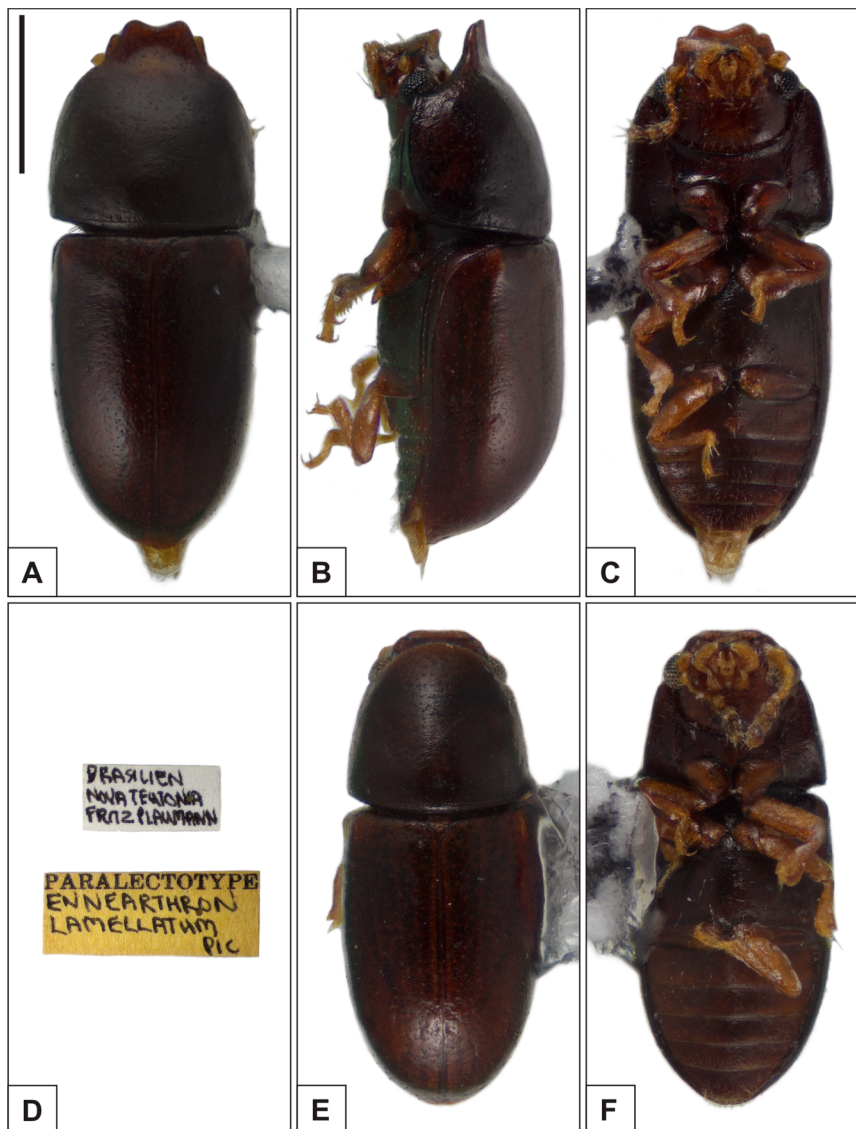 A
B
C
BRASILIEN
NOVA TEUTONIA
FRITZ PLAUMANN
PARALECTOTYPE
ENNEARTHRON
LAMELLATUM
PIC
D
E
F